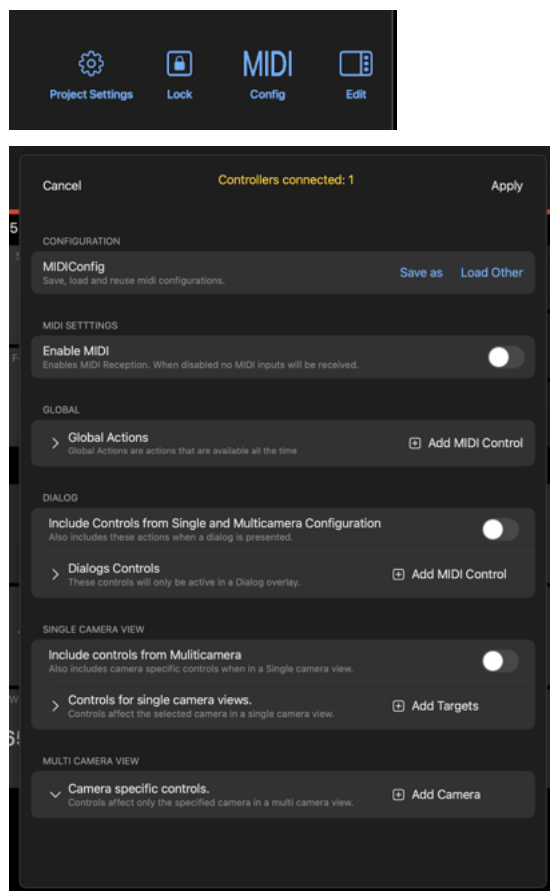 MIDI
Project Settings Lock Config Edit
Cancel Controllers connected: 1 Apply
CONFIGURATION
MIDIConfig
Save, load and reuse midi configurations.
Save as Load Other
MIDI SETTTINGS
Enable MIDI
Enables MIDI Reception. When disabled no MIDI inputs will be received.
GLOBAL
Global Actions
Global Actions are actions that are available all the time
Add MIDI Control
DIALOG
Include Controls from Single and Multicamera Configuration
Also includes these actions when a dialog is presented.
Dialogs Controls
These controls will only be active in a Dialog overlay.
Add MIDI Control
SINGLE CAMERA VIEW
Include controls from Muliticamera
Also includes camera specific controls when in a Single camera view.
Controls for single camera views.
Controls affect the selected camera in a single camera view.
Add Targets
MULTI CAMERA VIEW
Camera specific controls.
Controls affect only the specified camera in a multi camera view.
Add Camera